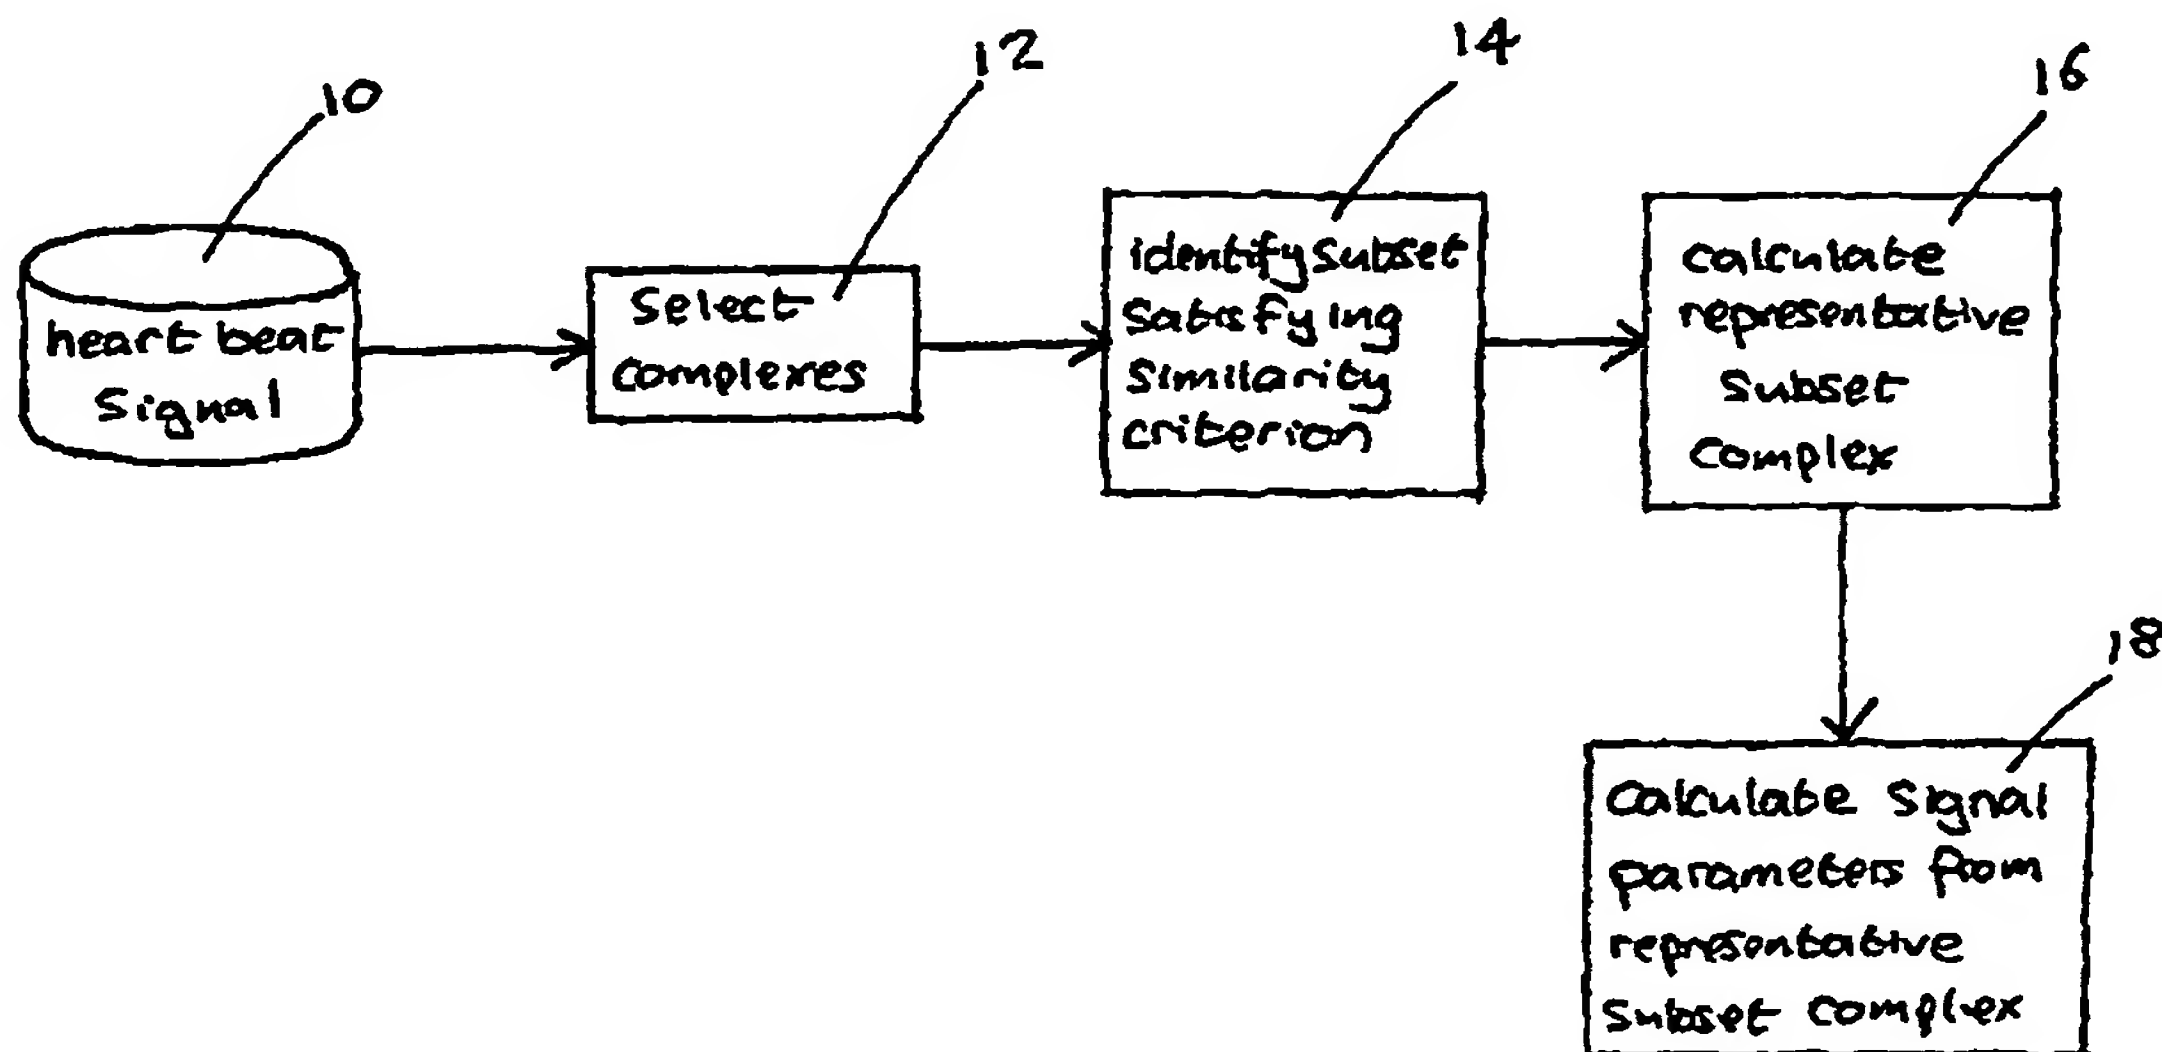 10
12
14
16
heart beat
signal
Select
complexes
identify subset
satisfying
similarity
criterion
calculate
representative
subset
complex
18
Calculate signal
parameters from
representative
subset complex